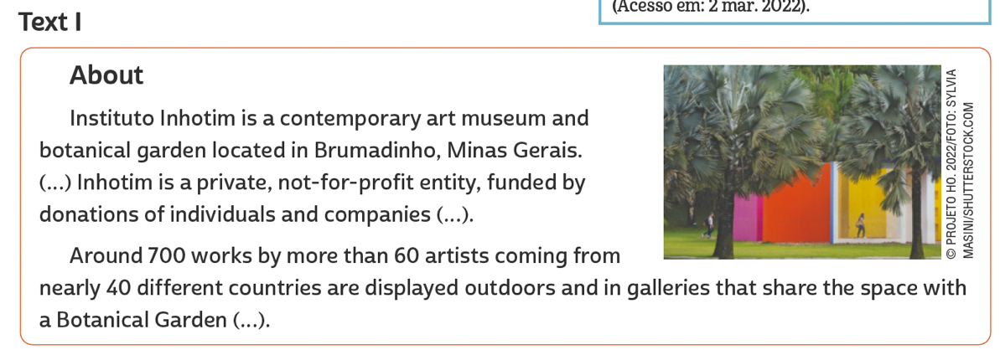 (Acesso em: 2 mar. 2022).
Text I
About
Instituto Inhotim is a contemporary art museum and
botanical garden located in Brumadinho, Minas Gerais.
(...) Inhotim is a private, not-for-profit entity, funded by
donations of individuals and companies (...).
Around 700 works by more than 60 artists coming from
nearly 40 different countries are displayed outdoors and in galleries that share the space with
a Botanical Garden (...).
© PROJETO HO. 2022/FOTO: SYLVIA
MASINI/SHUTTERSTOCK.COM